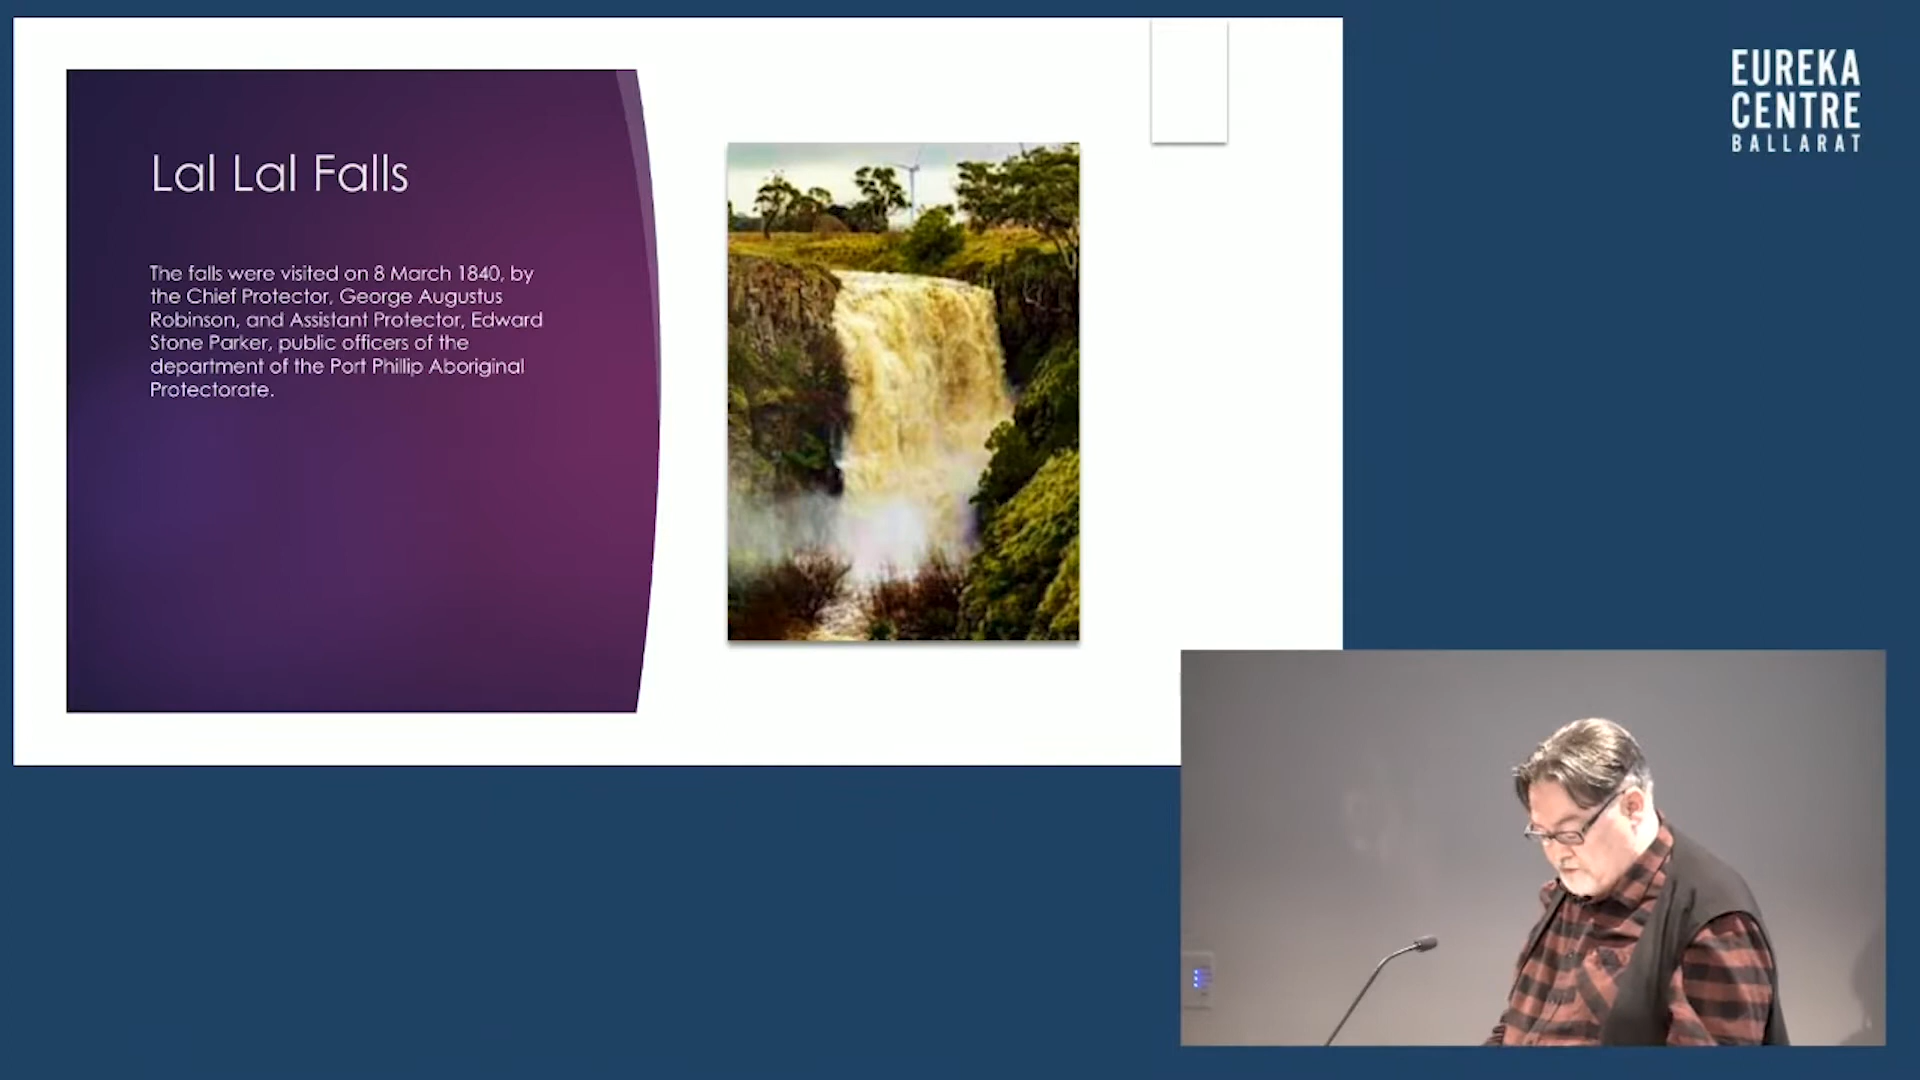 Lal Lal Falls
The falls were visited on 8 March 1840, by
the Chief Protector, George Augustus
Robinson, and Assistant Protector, Edward
Stone Parker, public officers of the
department of the Port Phillip Aboriginal
Protectorate.
EUREKA
CENTRE
BALLARAT